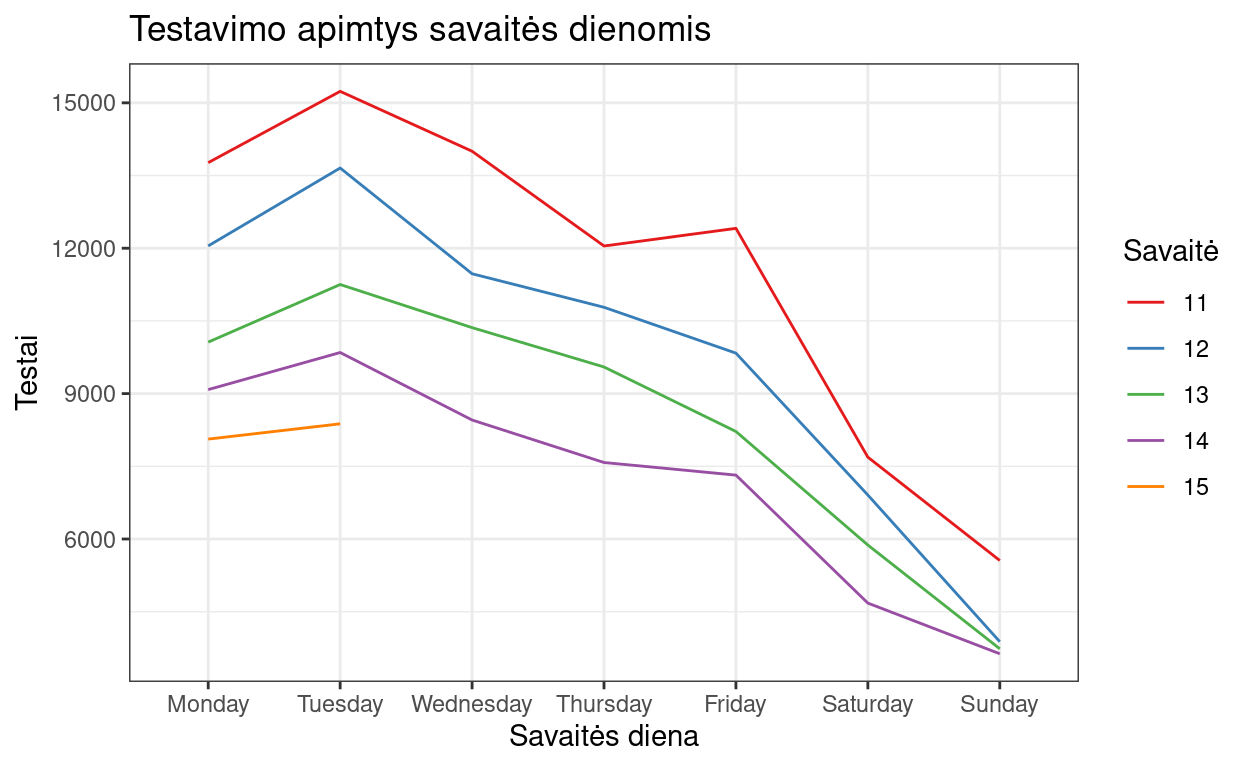 Testavimo apimtys savaitės dienomis
Testai
15000
12000
9000
6000
Monday Tuesday Wednesday Thursday Friday Saturday Sunday
Savaitės diena
Savaitė
11
12
13
14
15